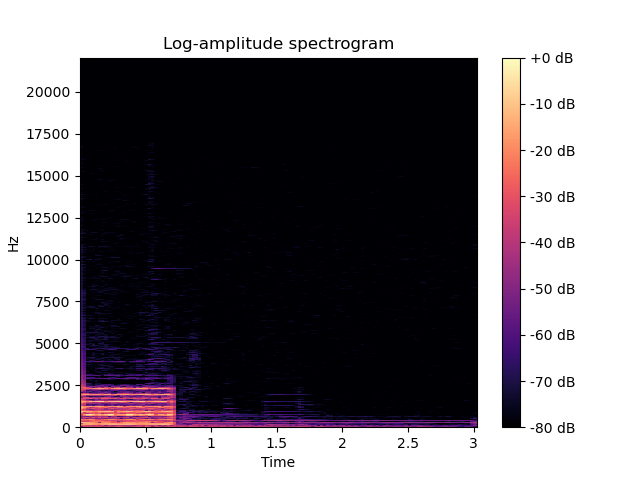 Log-amplitude spectrogram
Hz
20000
17500
15000
12500
10000
7500
5000
2500
0
0 0.5 1 1.5 2 2.5 3
Time
+0 dB
-10 dB
-20 dB
-30 dB
-40 dB
-50 dB
-60 dB
-70 dB
-80 dB